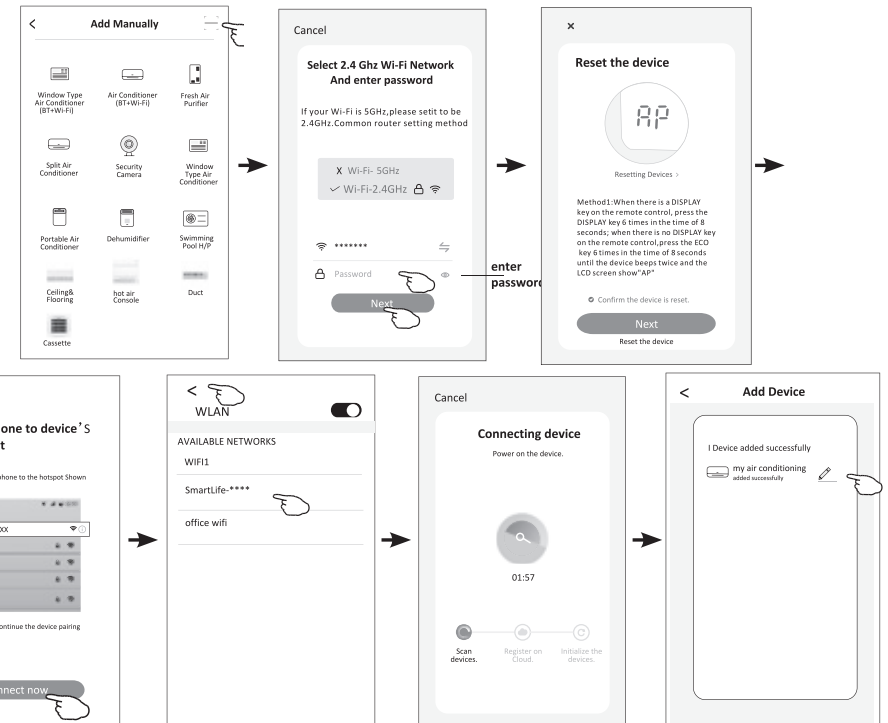 <
Add Manually
Window Type
Air Conditioner
(BT+Wi-Fi)
Air Conditioner
(BT+Wi-Fi)
Fresh Air
Purifier
Split Air
Conditioner
Security
Camera
Window
Type Air
Conditioner
Portable Air
Conditioner
Dehumidifier
Swimming
Pool H/P
Ceiling&
Flooring
hot air
Console
Duct
Cassette
Cancel
Select 2.4 Ghz Wi-Fi Network
And enter password
If your Wi-Fi is 5GHz,please setit to be
2.4GHz.Common router setting method
X Wi-Fi- 5GHz
Wi-Fi-2.4GHz
*******
Password
Next
enter
password
×
Reset the device
AP
Resetting Devices >
Method1:When there is a DISPLAY
key on the remote control, press the
DISPLAY key 6 times in the time of 8
seconds; when there is no DISPLAY key
on the remote control,press the ECO
key 6 times in the time of 8 seconds
until the device beeps twice and the
LCD screen show"AP"
Confirm the device is reset.
Next
Reset the device
one to device'S
t
phone to the hotspot Shown
XX
ontinue the device pairing
nnect now
<
WLAN
AVAILABLE NETWORKS
WIFI1
SmartLife-****
office wifi
Cancel
Connecting device
Power on the device.
01:57
Scan
devices.
Register on
Cloud.
Initialize the
devices.
<
Add Device
I Device added successfully
my air conditioning
added successfully